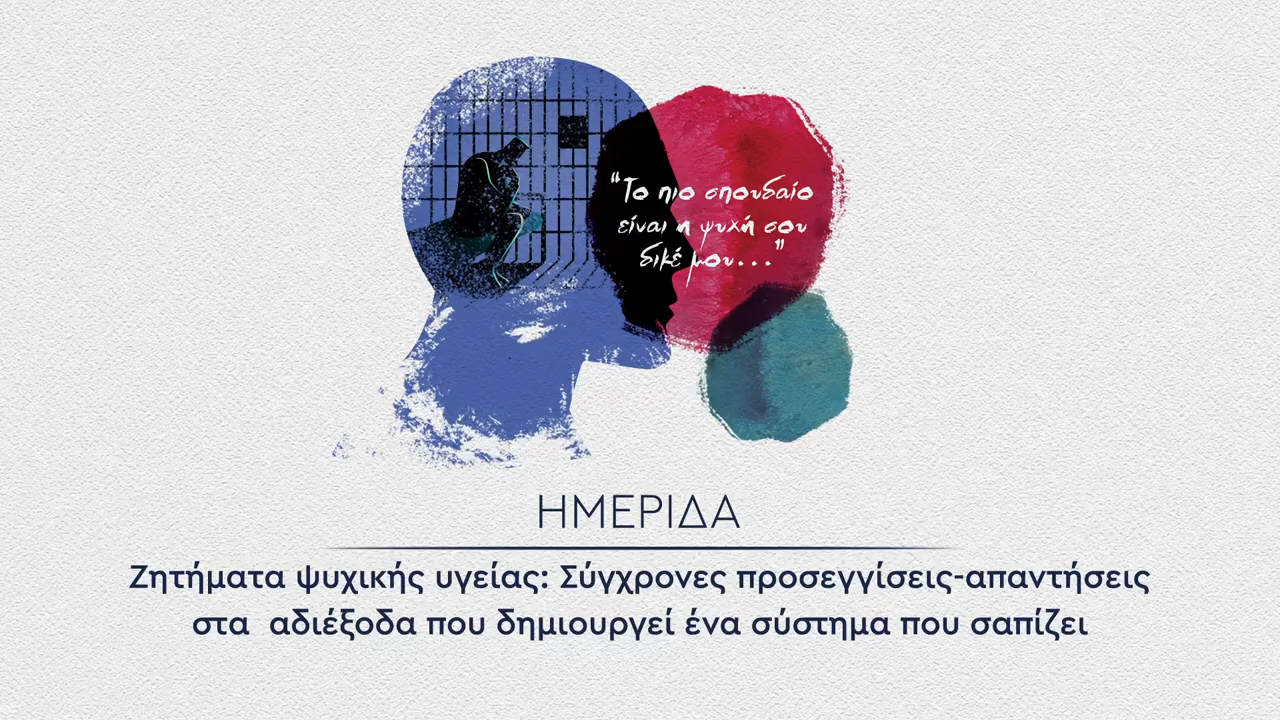 “Το πιο σπουδαίο
είναι η ψυχή σου
δικέ μου...”
ΗΜΕΡΙΔΑ
Ζητήματα ψυχικής υγείας: Σύγχρονες προσεγγίσεις-απαντήσεις
στα αδιέξοδα που δημιουργεί ένα σύστημα που σαπίζει